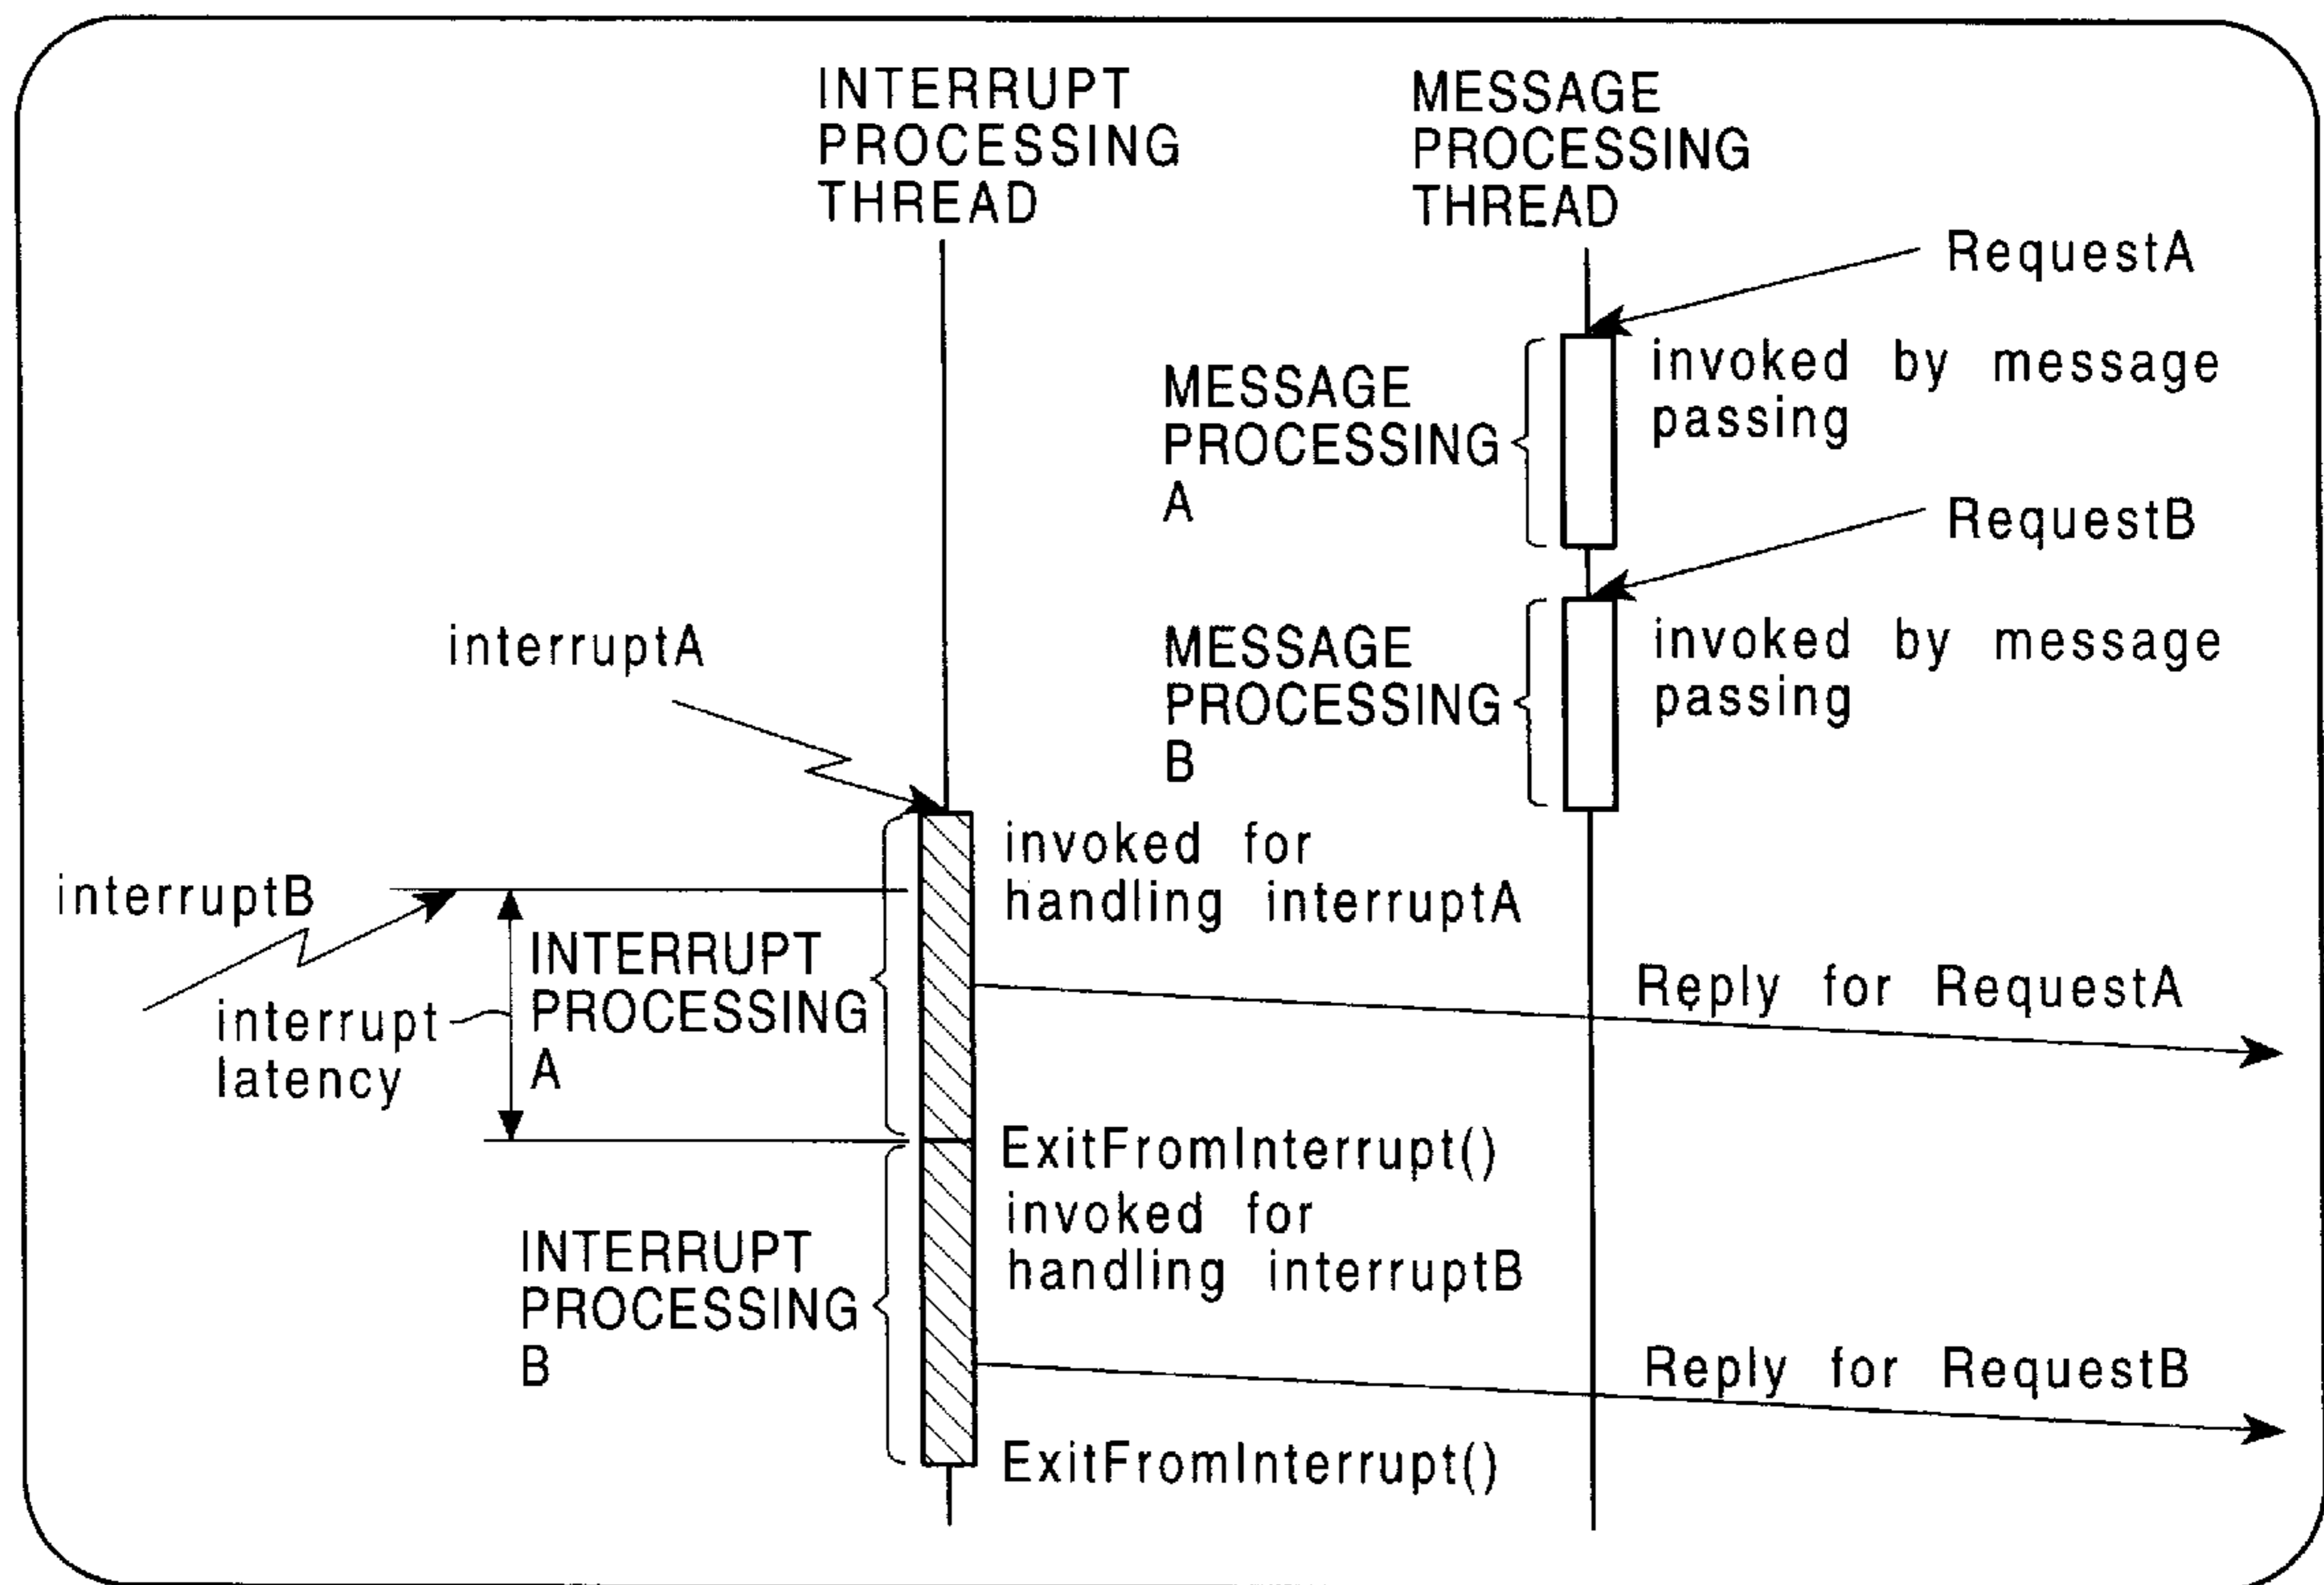 INTERRUPT
PROCESSING
THREAD
MESSAGE
PROCESSING
THREAD
RequestA
invoked by message
passing
MESSAGE
PROCESSING
A
RequestB
invoked by message
passing
MESSAGE
PROCESSING
B
interruptA
invoked for
handling interruptA
interruptB
INTERRUPT
PROCESSING
A
interrupt
latency
Reply for RequestA
ExitFromInterrupt()
invoked for
handling interruptB
INTERRUPT
PROCESSING
B
Reply for RequestB
ExitFromInterrupt()